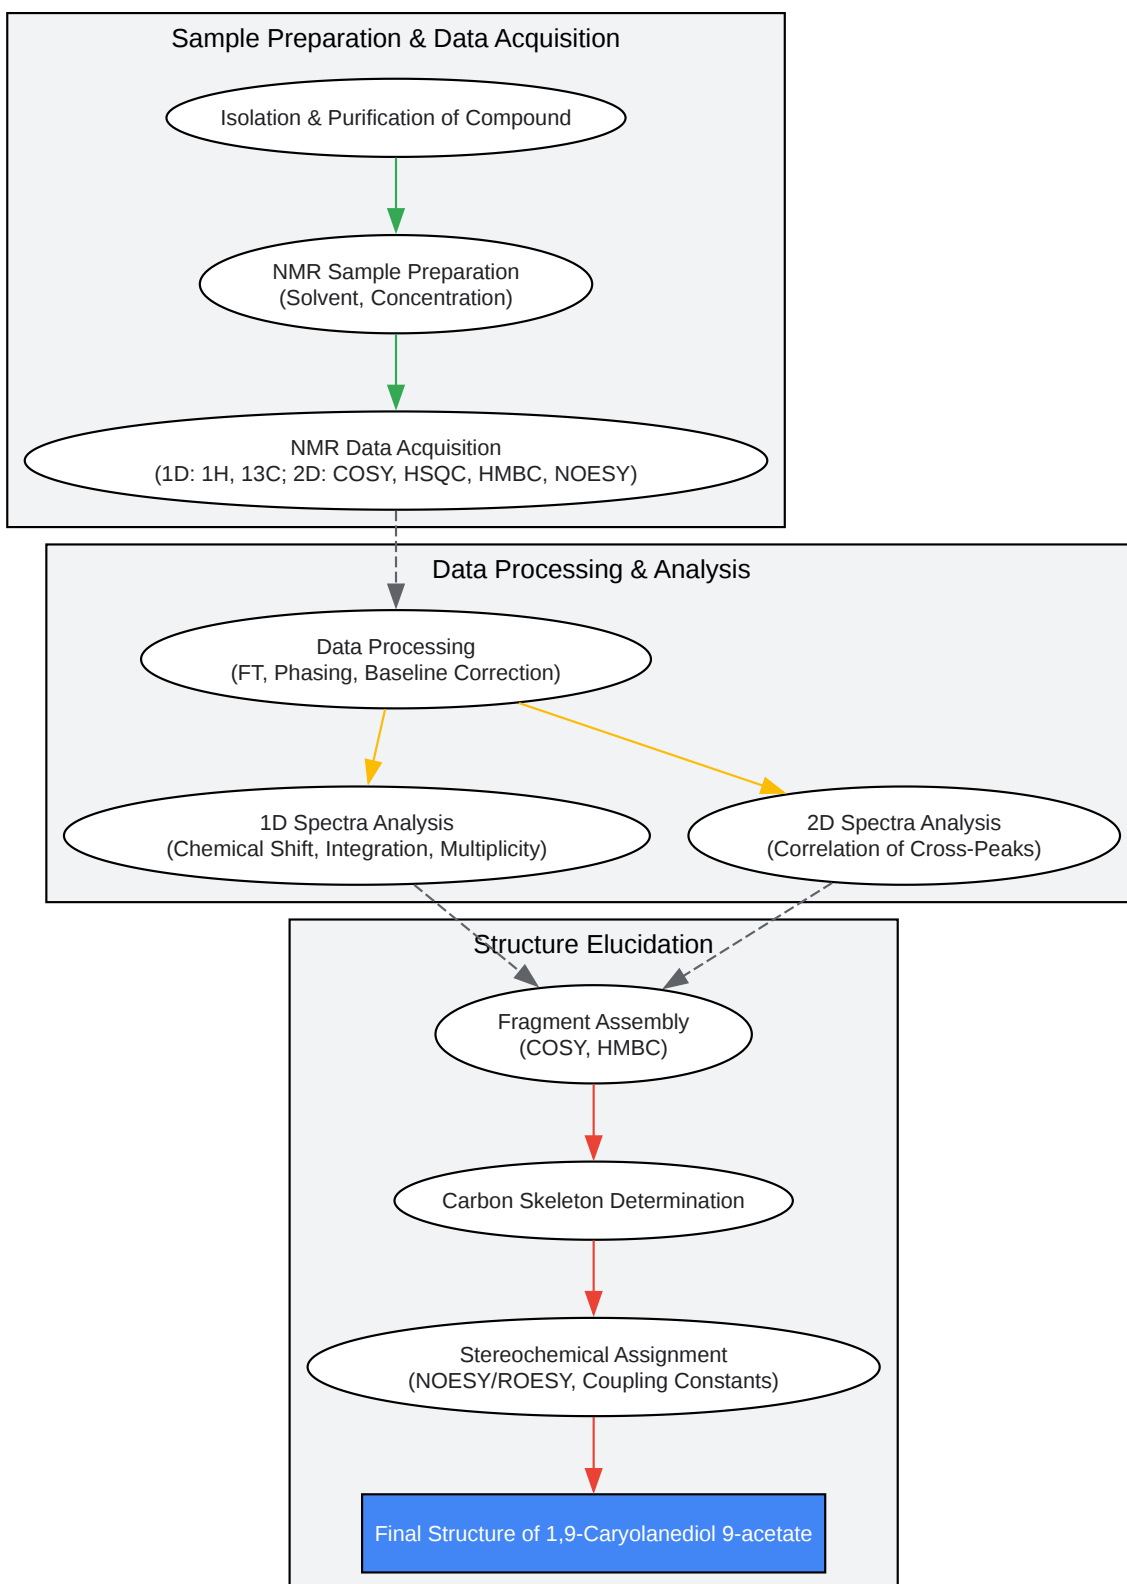 Sample Preparation & Data Acquisition
Isolation & Purification of Compound
NMR Sample Preparation
(Solvent, Concentration)
NMR Data Acquisition
(1D: 1H, 13C; 2D: COSY, HSQC, HMBC, NOESY)
Data Processing & Analysis
Data Processing
(FT, Phasing, Baseline Correction)
1D Spectra Analysis
(Chemical Shift, Integration, Multiplicity)
2D Spectra Analysis
(Correlation of Cross-Peaks)
Structure Elucidation
Fragment Assembly
(COSY, HMBC)
Carbon Skeleton Determination
Stereochemical Assignment
(NOESY/ROESY, Coupling Constants)
Final Structure of 1,9-Caryolanediol 9-acetate